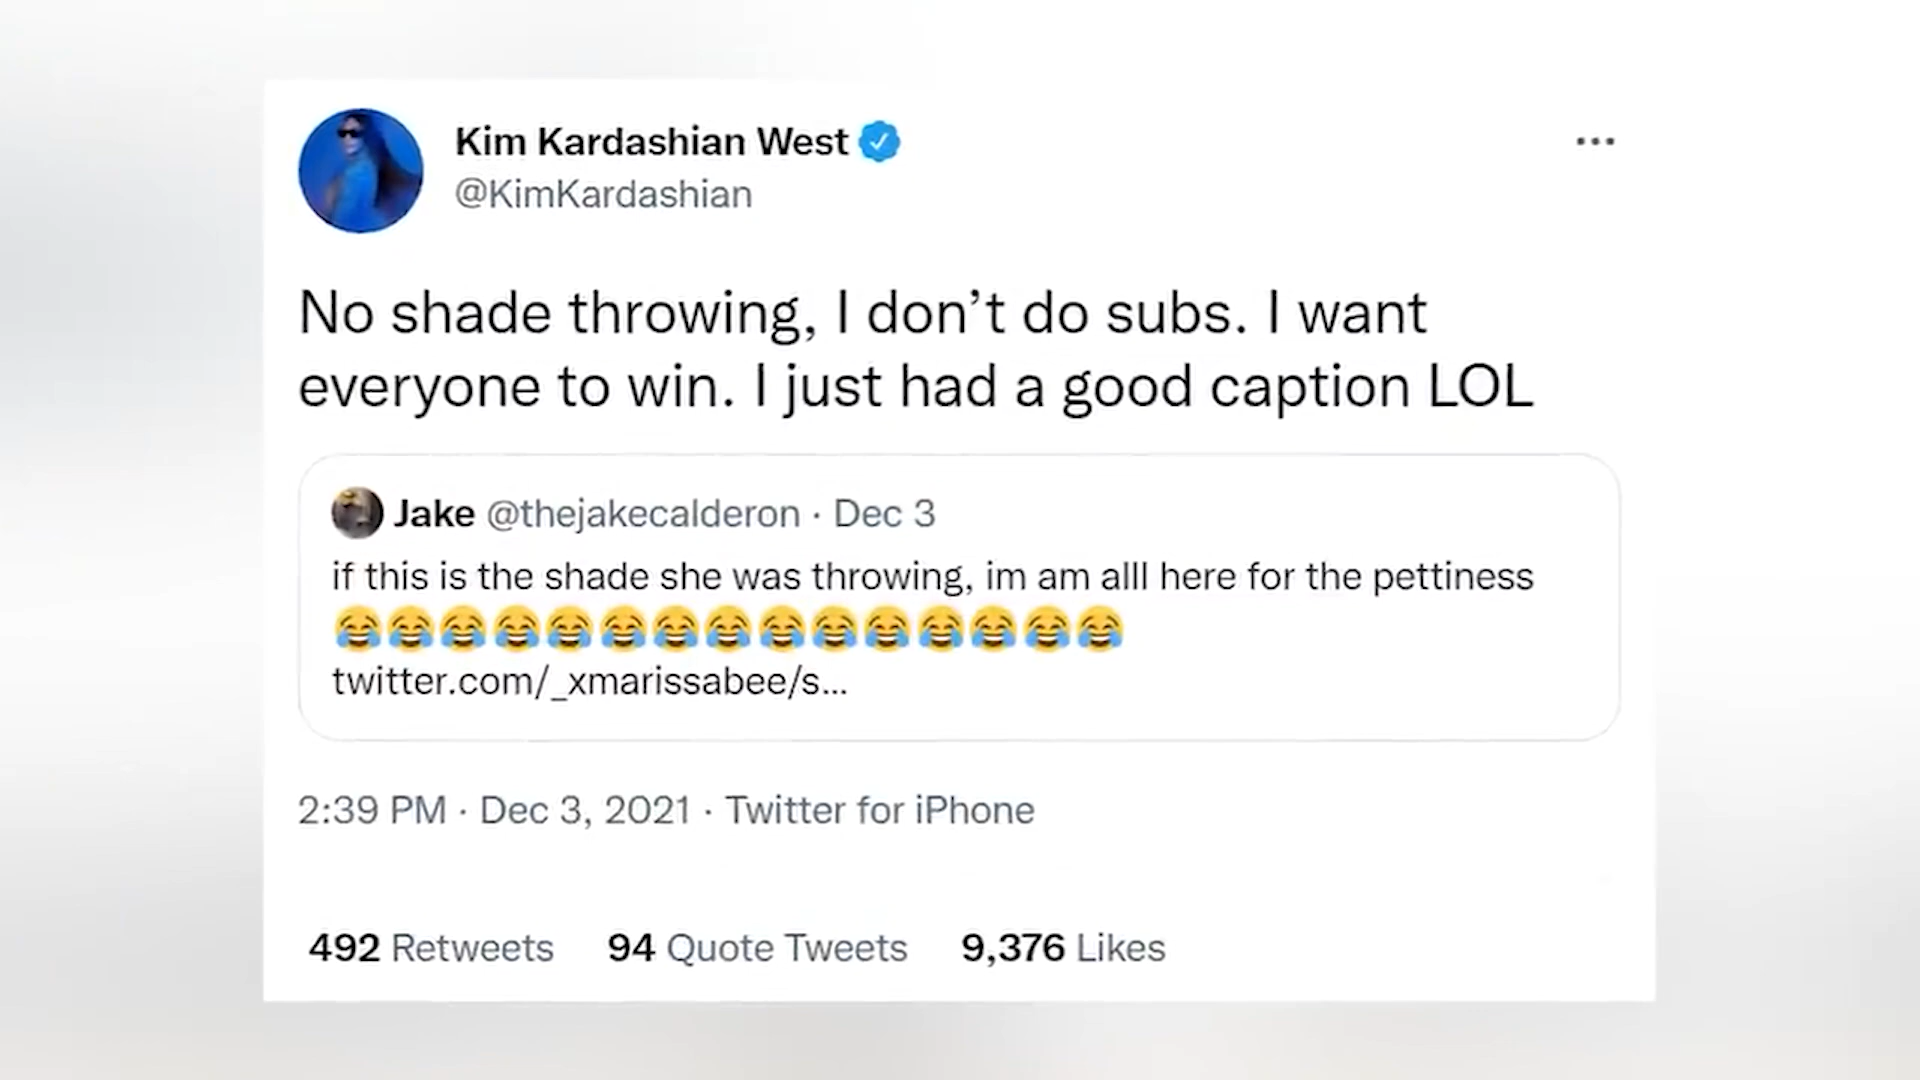 Kim Kardashian West
@KimKardashian
No shade throwing, I don’t do subs. I want
everyone to win. I just had a good caption LOL
Jake @thejakecalderon · Dec 3
if this is the shade she was throwing, im am alll here for the pettiness
😂😂😂😂😂😂😂😂😂😂😂😂😂😂😂
twitter.com/_xmarissabee/s...
2:39 PM · Dec 3, 2021 · Twitter for iPhone
492 Retweets 94 Quote Tweets 9,376 Likes